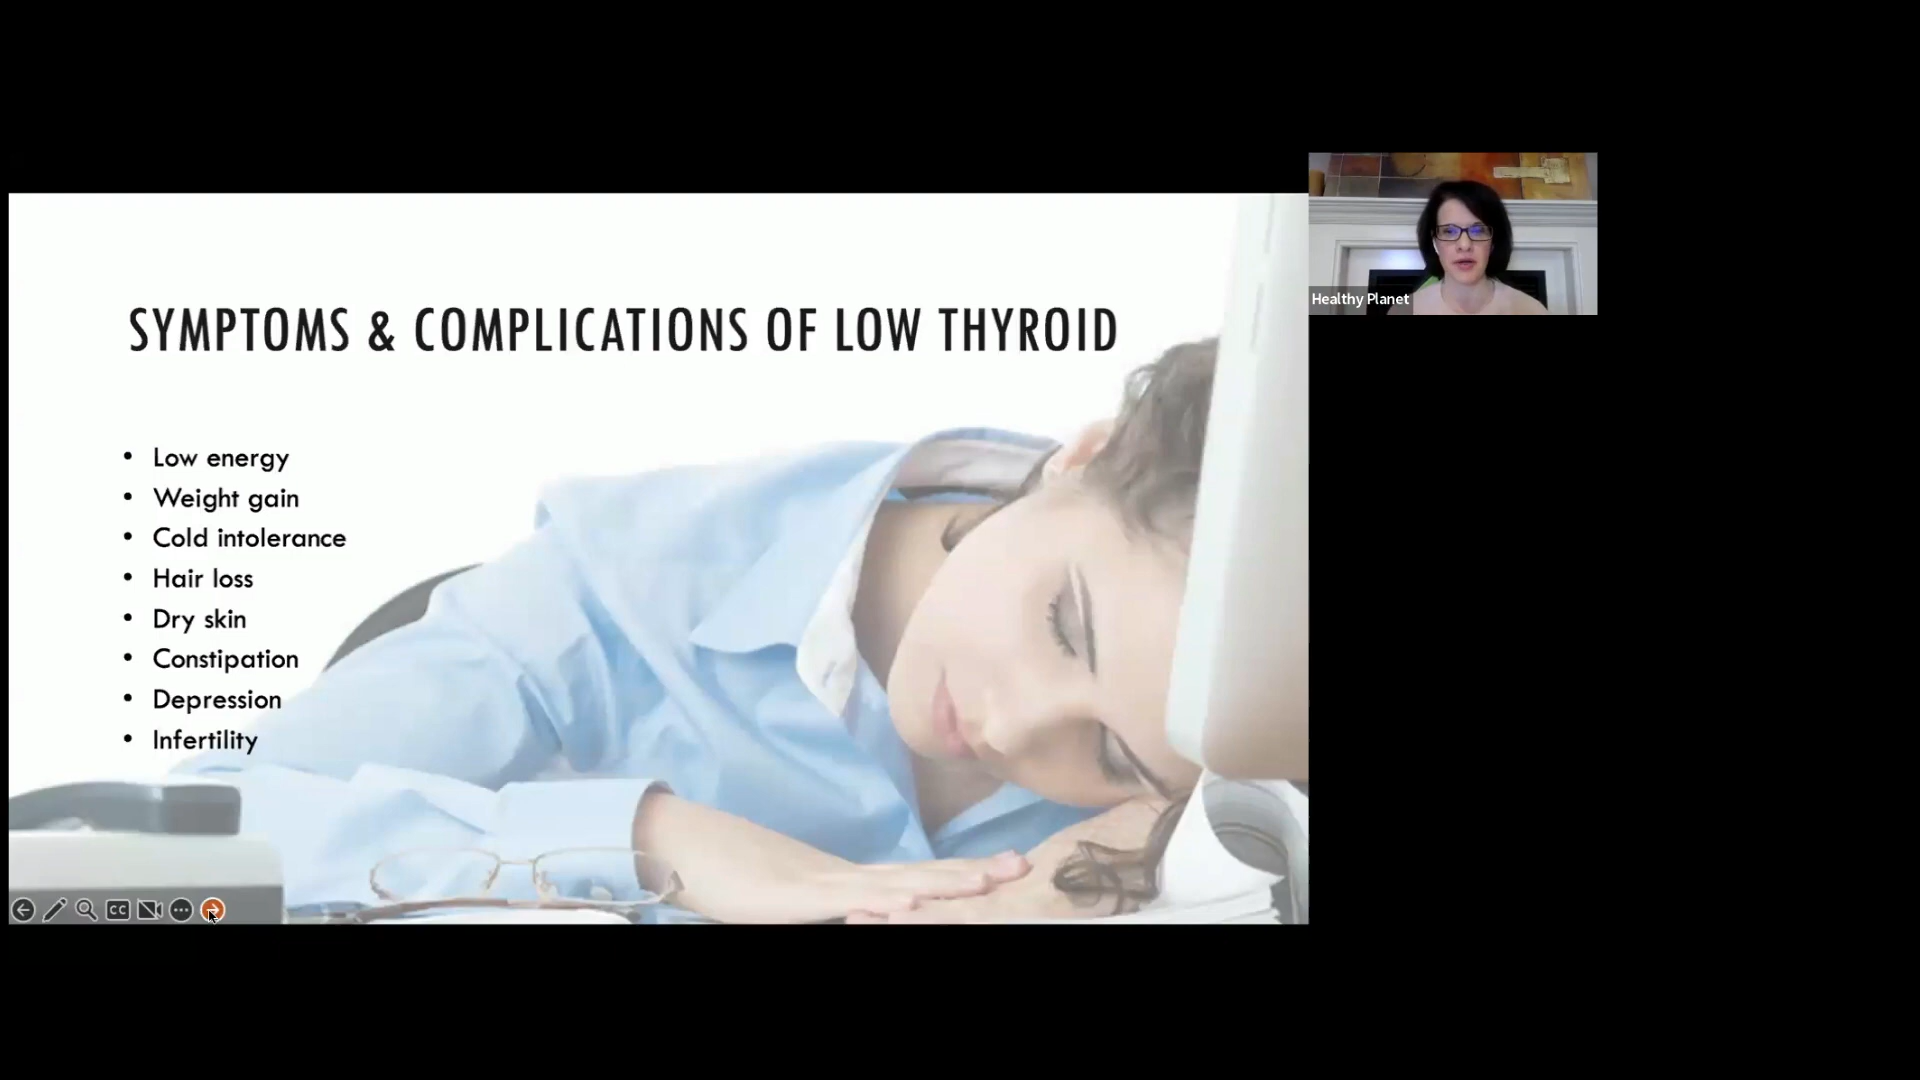 SYMPTOMS & COMPLICATIONS OF LOW THYROID
• Low energy
• Weight gain
• Cold intolerance
• Hair loss
• Dry skin
• Constipation
• Depression
• Infertility
CC
Healthy Planet